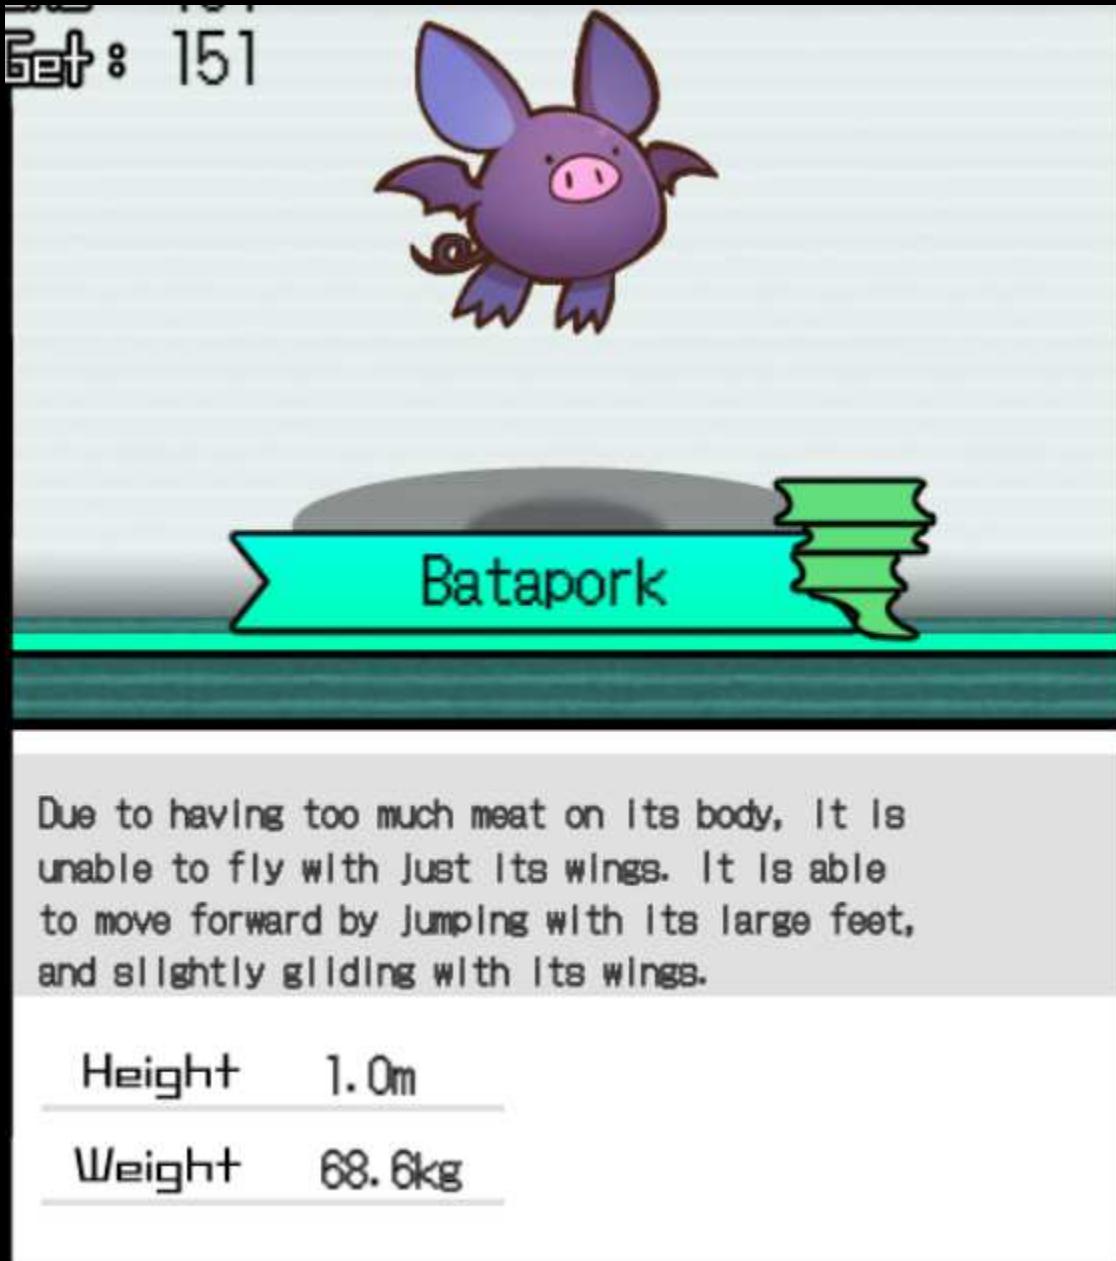 Get: 151
Batapork
Due to having too much meat on its body, it is
unable to fly with just its wings. It is able
to move forward by jumping with its large feet,
and slightly gliding with its wings.
Height 1.0m
Weight 68.6kg